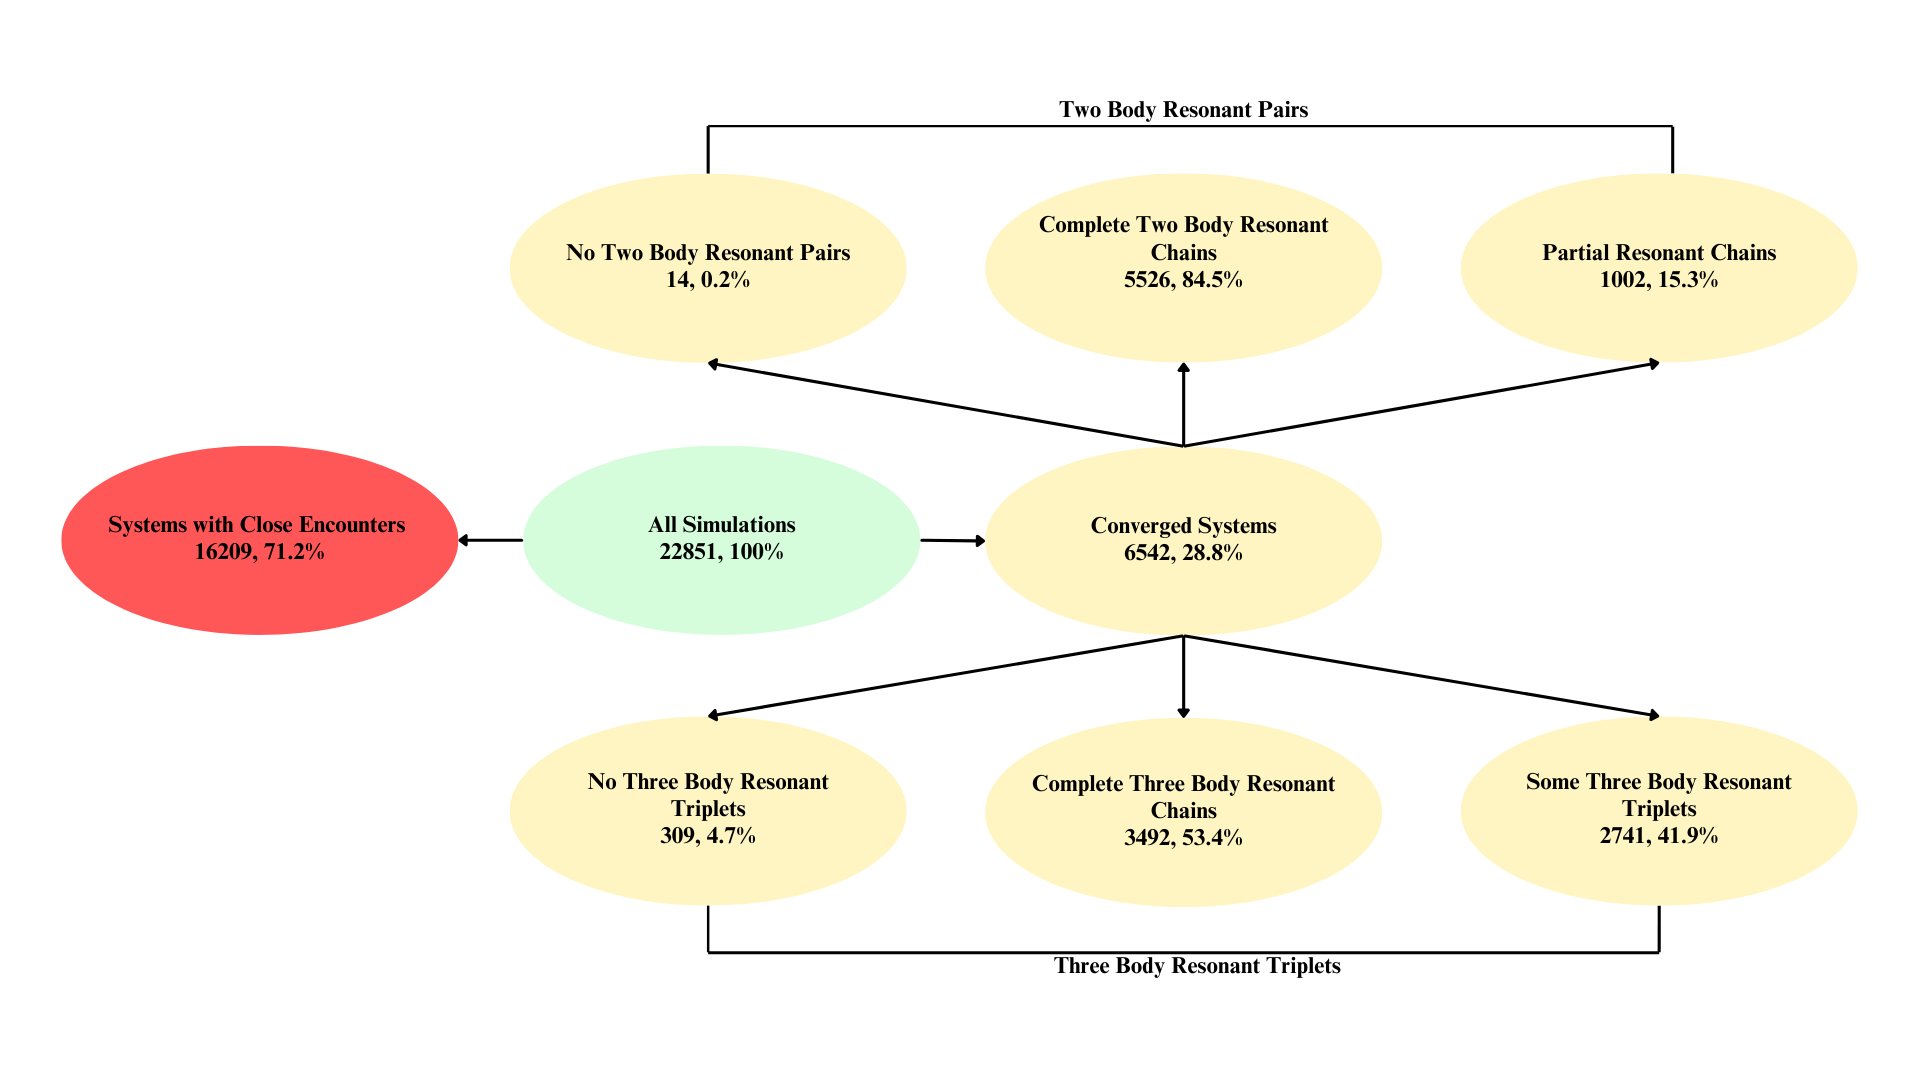 Two Body Resonant Pairs
No Two Body Resonant Pairs
14, 0.2%
Complete Two Body Resonant
Chains
5526, 84.5%
Partial Resonant Chains
1002, 15.3%
Systems with Close Encounters
16209, 71.2%
All Simulations
22851, 100%
Converged Systems
6542, 28.8%
No Three Body Resonant
Triplets
309, 4.7%
Complete Three Body Resonant
Chains
3492, 53.4%
Some Three Body Resonant
Triplets
2741, 41.9%
Three Body Resonant Triplets